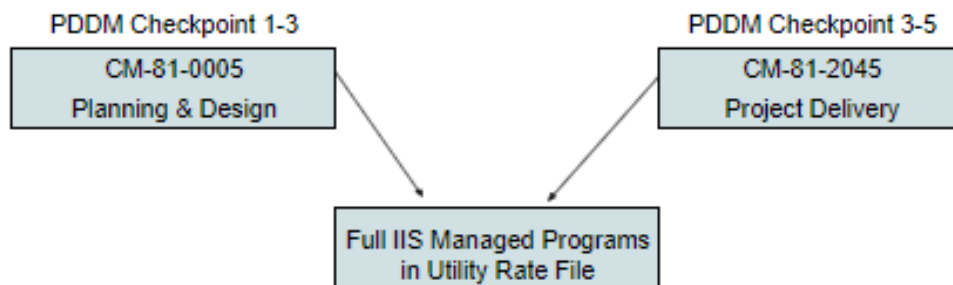 PDDM Checkpoint 1-3
CM-81-0005
Planning & Design
PDDM Checkpoint 3-5
CM-81-2045
Project Delivery
Full IIS Managed Programs
in Utility Rate File